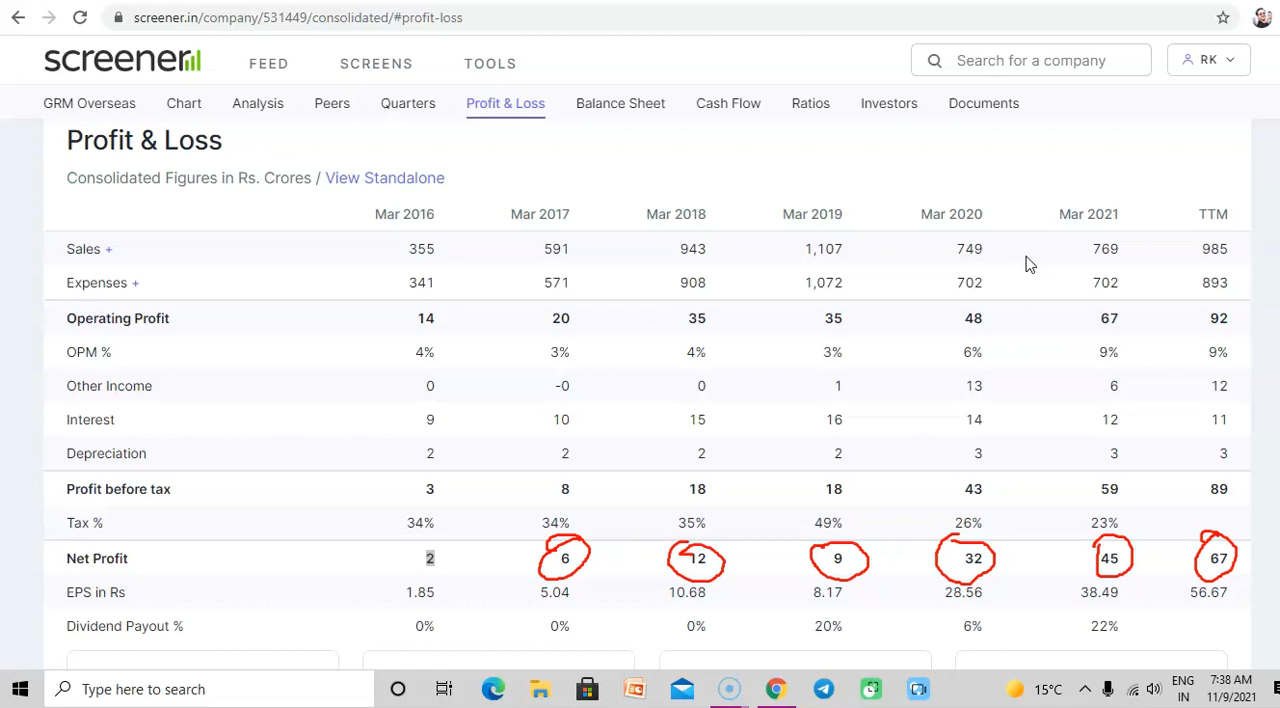 screener.in/company/531449/consolidated/#profit-loss
screener FEED SCREENS TOOLS Search for a company RK
GRM Overseas Chart Analysis Peers Quarters Profit & Loss Balance Sheet Cash Flow Ratios Investors Documents
Profit & Loss
Consolidated Figures in Rs. Crores / View Standalone
Mar 2016 Mar 2017 Mar 2018 Mar 2019 Mar 2020 Mar 2021 TTM
Sales + 355 591 943 1,107 749 769 985
Expenses + 341 571 908 1,072 702 702 893
Operating Profit 14 20 35 35 48 67 92
OPM % 4% 3% 4% 3% 6% 9% 9%
Other Income 0 -0 0 1 13 6 12
Interest 9 10 15 16 14 12 11
Depreciation 2 2 2 2 3 3 3
Profit before tax 3 8 18 18 43 59 89
Tax % 34% 34% 35% 49% 26% 23%
Net Profit 2 6 12 9 32 45 67
EPS in Rs 1.85 5.04 10.68 8.17 28.56 38.49 56.67
Dividend Payout % 0% 0% 0% 20% 6% 22%
Type here to search 15°C ENG IN 7:38 AM 11/9/2021